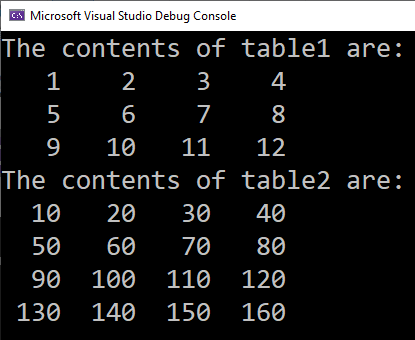 Microsoft Visual Studio Debug Console
The contents of table1 are:
1 2 3 4
5 6 7 8
9 10 11 12
The contents of table2 are:
10 20 30 40
50 60 70 80
90 100 110 120
130 140 150 160